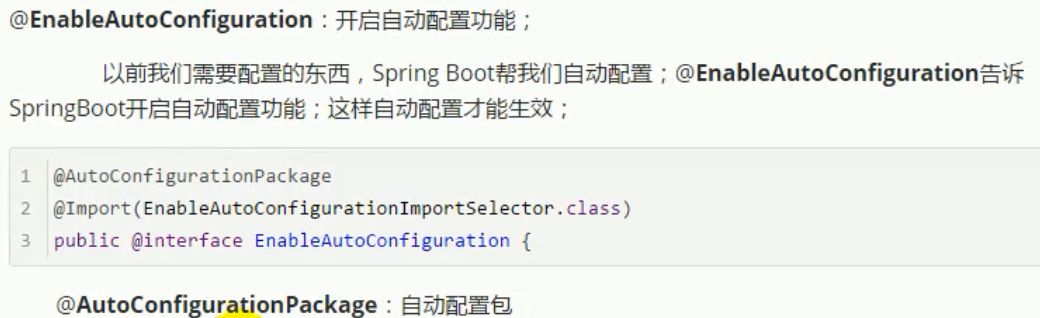 @EnableAutoConfiguration：开启自动配置功能；
以前我们需要配置的东西，Spring Boot帮我们自动配置；@EnableAutoConfiguration告诉
SpringBoot开启自动配置功能；这样自动配置才能生效；
1 @AutoConfigurationPackage
2 @Import(EnableAutoConfigurationImportSelector.class)
3 public @interface EnableAutoConfiguration {
@AutoConfigurationPackage：自动配置包